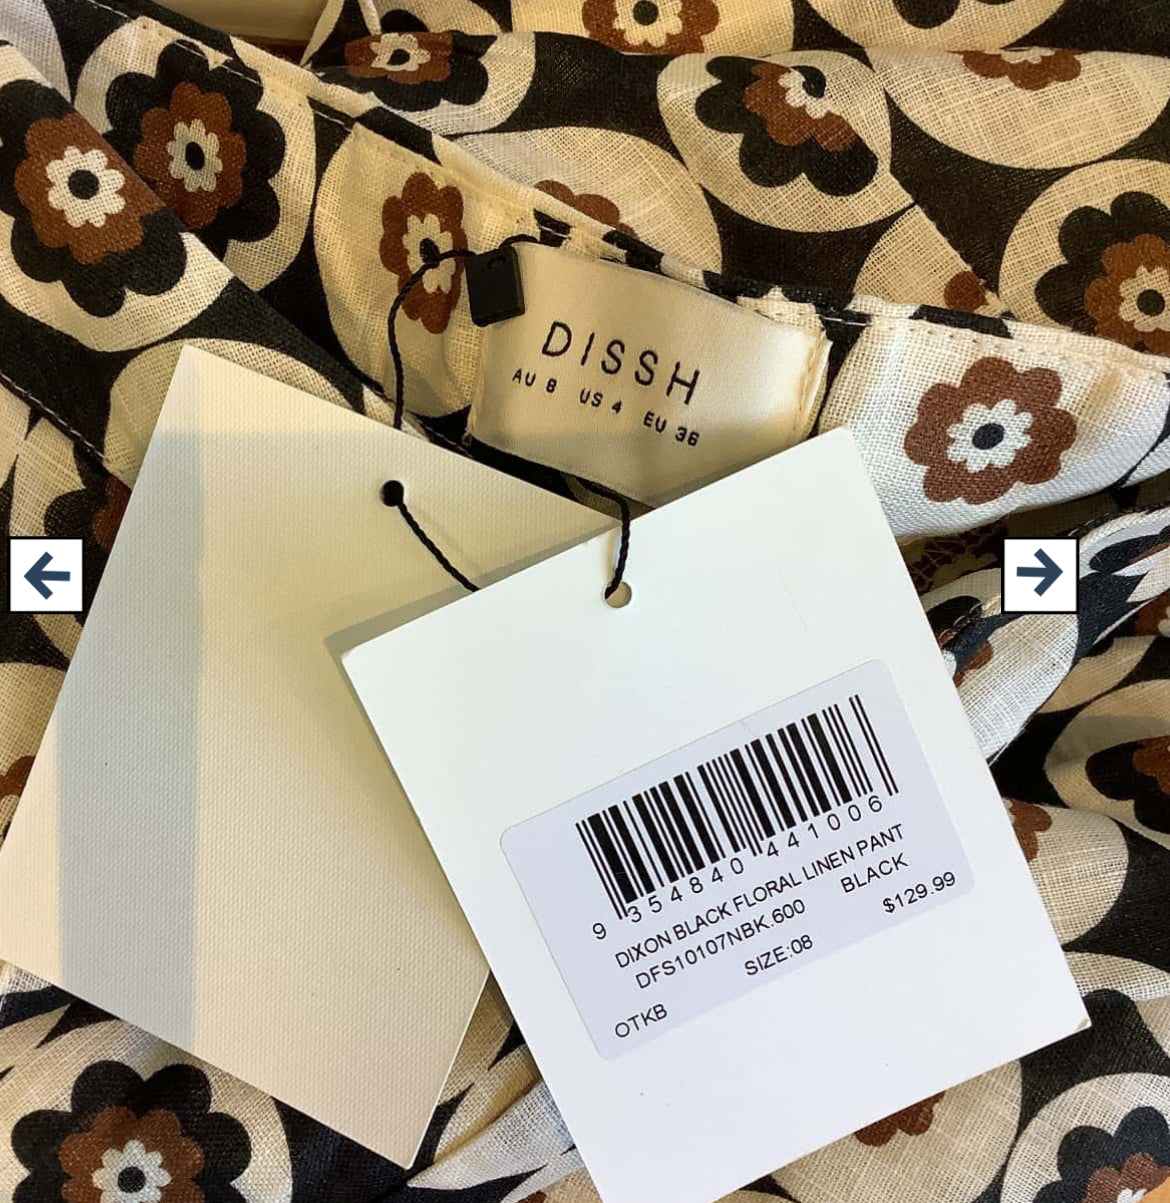 DISSH
AU 8 US 4 EU 36
9 354840 441006
DIXON BLACK FLORAL LINEN PANT
DFS10107NBK.600 BLACK
SIZE:08 $129.99
OTKB